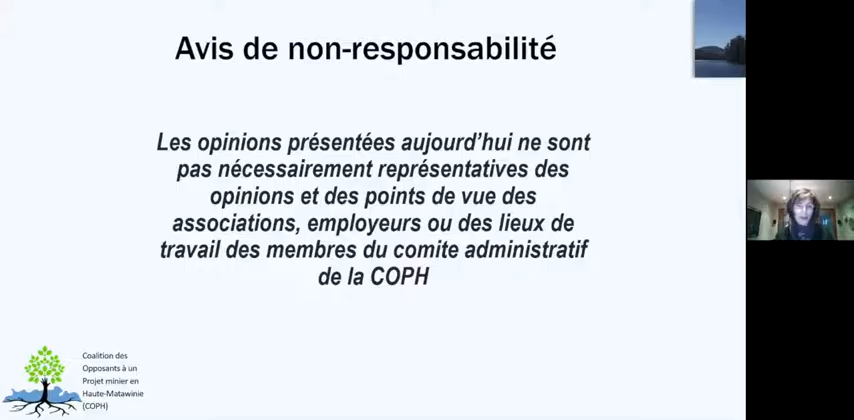 Avis de non-responsabilité
Les opinions présentées aujourd'hui ne sont
pas nécessairement représentatives des
opinions et des points de vue des
associations, employeurs ou des lieux de
travail des membres du comite administratif
de la COPH
Coalition des
Opposants à un
Projet minier en
Haute-Matawinie
(COPH)